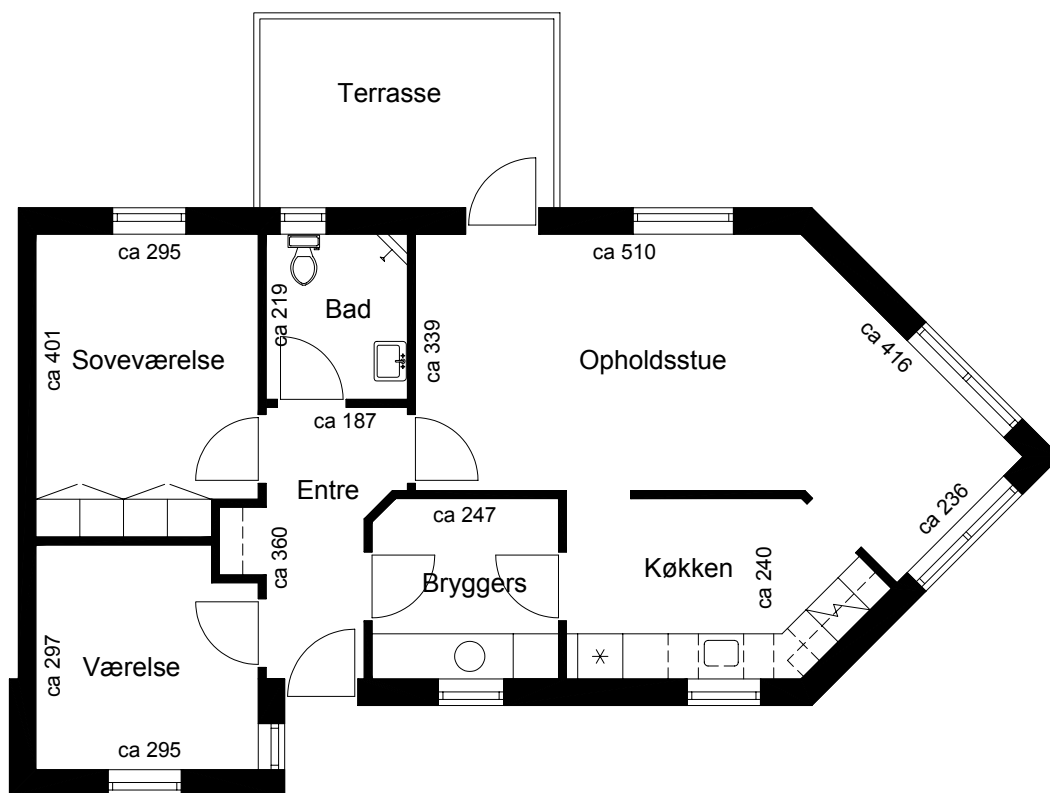 Terrasse
ca 295
ca 510
ca 219
Bad
ca 401
ca 339
ca 416
Soveværelse
Opholdsstue
ca 187
Entre
ca 247
ca 236
ca 360
Bryggers
Køkken
ca 240
ca 297
Værelse
ca 295